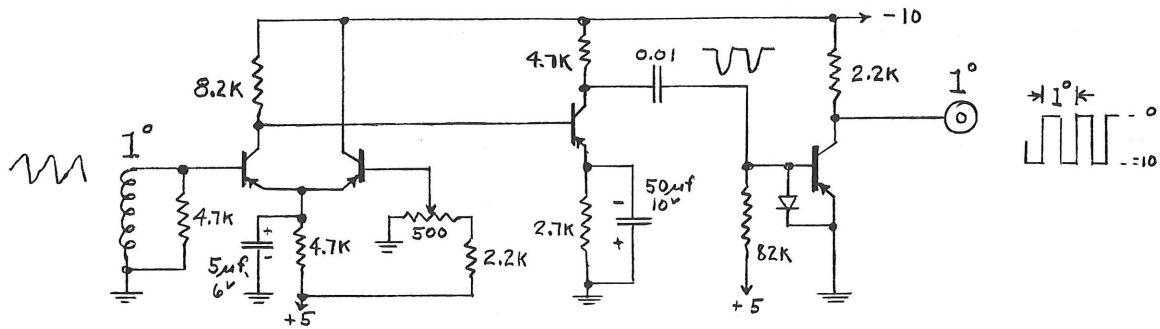 -10
8.2K
4.7K
0.01
2.2K
1°
1°
1°
0
-10
4.7K
5μf
6v
+
-
4.7K
+5
500
2.2K
2.7K
-
+
50μf
10v
82K
+5